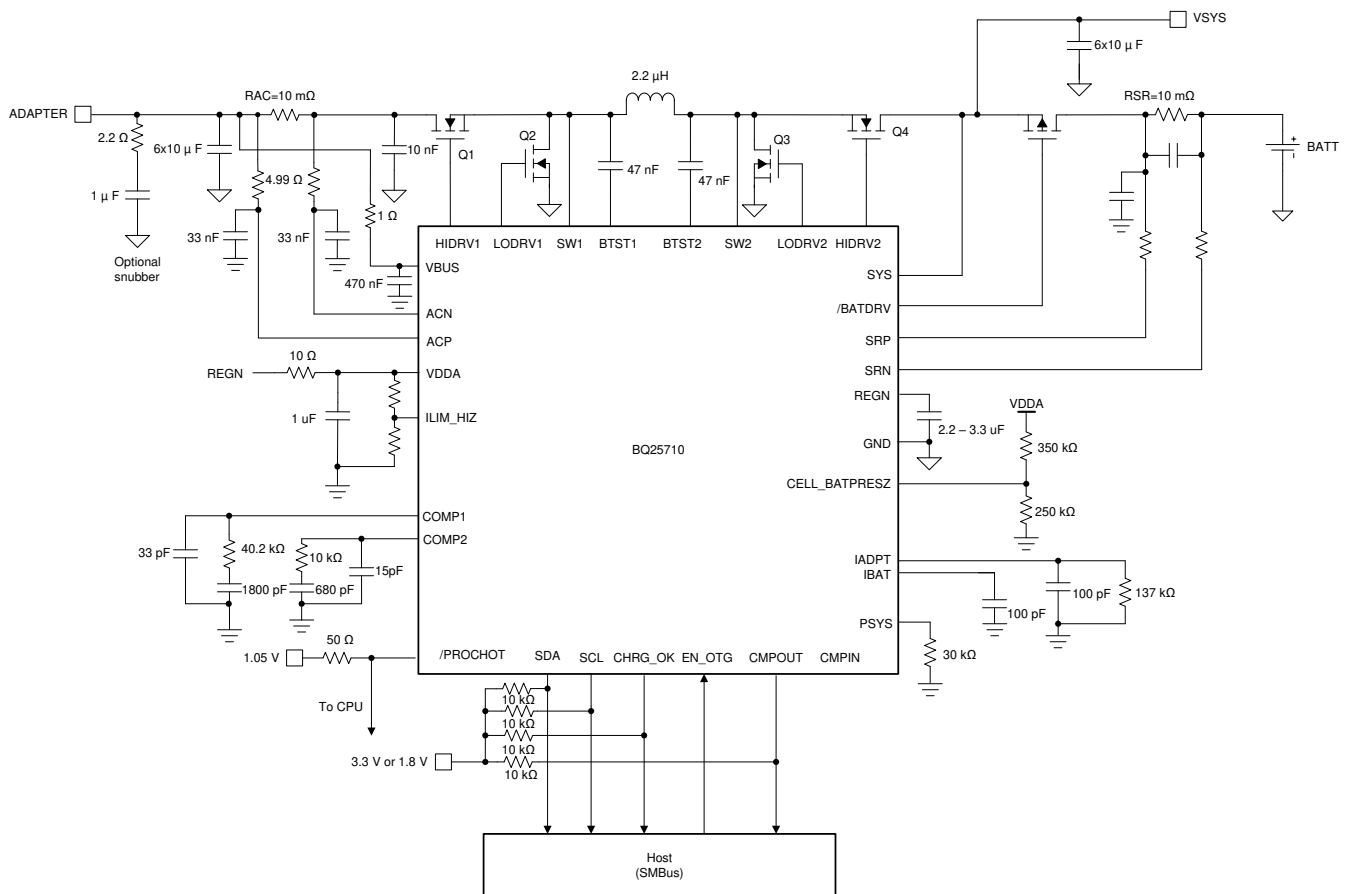 VSYS
6x10 µ F
2.2 µH
RAC=10 mΩ
RSR=10 mΩ
ADAPTER
2.2 Ω
6x10 µ F
10 nF
Q1
Q2
Q3
Q4
47 nF
47 nF
BATT
+
-
1 µ F
4.99 Ω
1 Ω
33 nF
33 nF
Optional
snubber
470 nF
HIDRV1
LODRV1
SW1
BTST1
BTST2
SW2
LODRV2
HIDRV2
VBUS
SYS
ACN
/BATDRV
ACP
SRP
10 Ω
REGN
VDDA
SRN
REGN
VDDA
1 uF
ILIM_HIZ
2.2 – 3.3 uF
350 kΩ
GND
BQ25710
CELL_BATPRESZ
250 kΩ
COMP1
COMP2
33 pF
40.2 kΩ
10 kΩ
15pF
1800 pF
680 pF
IADPT
IBAT
100 pF
137 kΩ
100 pF
PSYS
30 kΩ
50 Ω
1.05 V
/PROCHOT
SDA
SCL
CHRG_OK
EN_OTG
CMPOUT
CMPIN
To CPU
10 kΩ
10 kΩ
10 kΩ
10 kΩ
3.3 V or 1.8 V
Host
(SMBus)